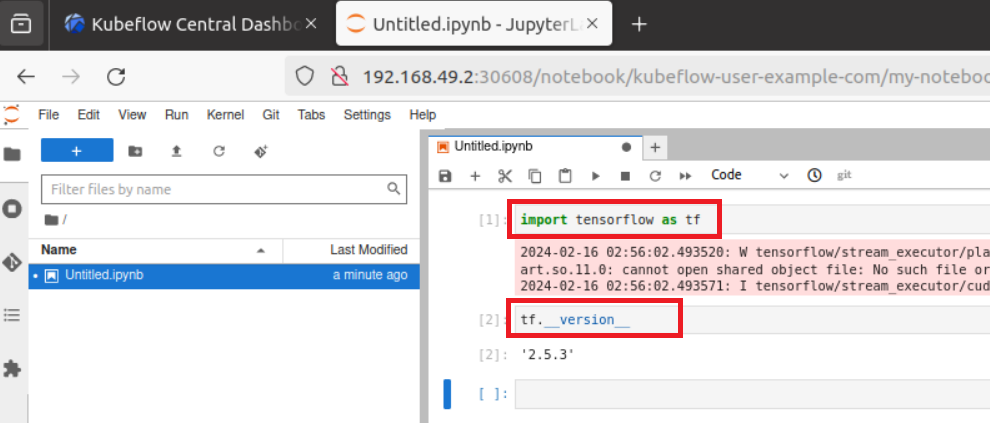 Kubeflow Central Dashbo
Untitled.ipynb - JupyterLa
192.168.49.2:30608/notebook/kubeflow-user-example-com/my-notebook
File Edit View Run Kernel Git Tabs Settings Help
+
Filter files by name
/
Name Last Modified
Untitled.ipynb a minute ago
Untitled.ipynb
Code git
[1]: import tensorflow as tf
2024-02-16 02:56:02.493520: W tensorflow/stream_executor/pla
art.so.11.0: cannot open shared object file: No such file or
2024-02-16 02:56:02.493571: I tensorflow/stream_executor/cud
[2]: tf.__version__
[2]: '2.5.3'
[ ]: